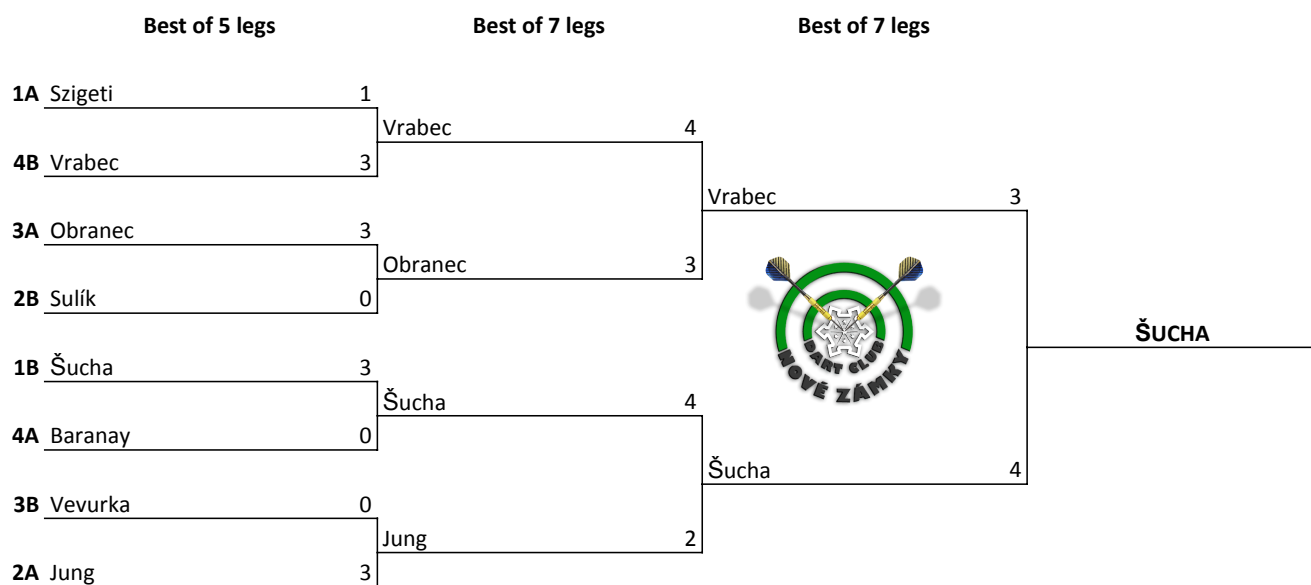 Best of 5 legs Best of 7 legs Best of 7 legs
1A Szigeti 1
Vrabec 4
4B Vrabec 3
Vrabec 3
3A Obranec 3
Obranec 3
2B Sulík 0
DART CLUB
NOVÉ ZÁMKY
ŠUCHA
1B Šucha 3
Šucha 4
4A Baranay 0
Šucha 4
3B Vevurka 0
Jung 2
2A Jung 3